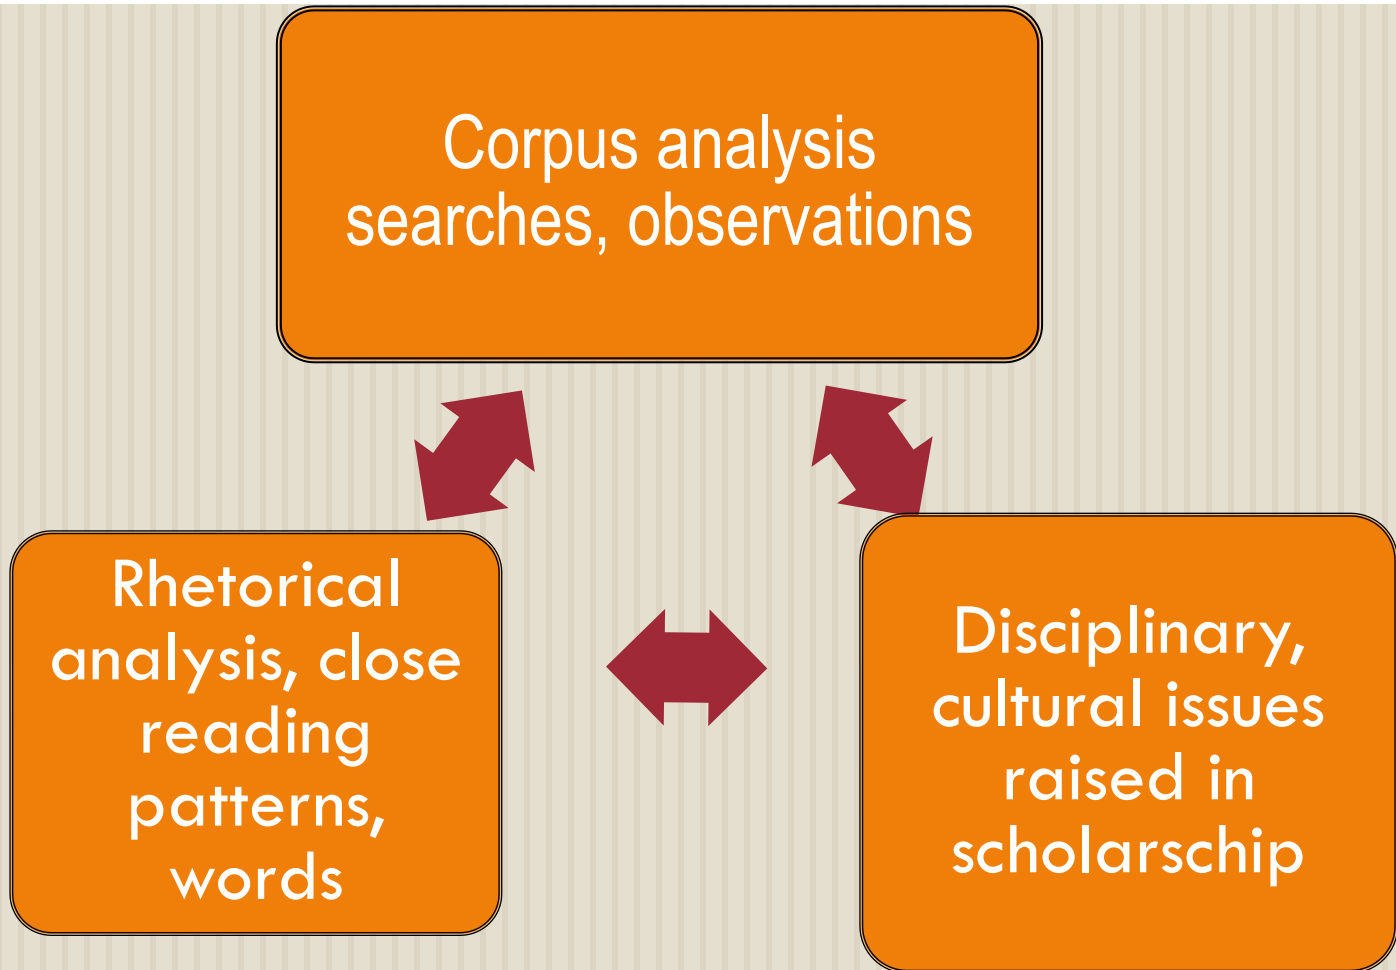 Corpus analysis
searches, observations
Rhetorical
analysis, close
reading
patterns,
words
Disciplinary,
cultural issues
raised in
scholarschip